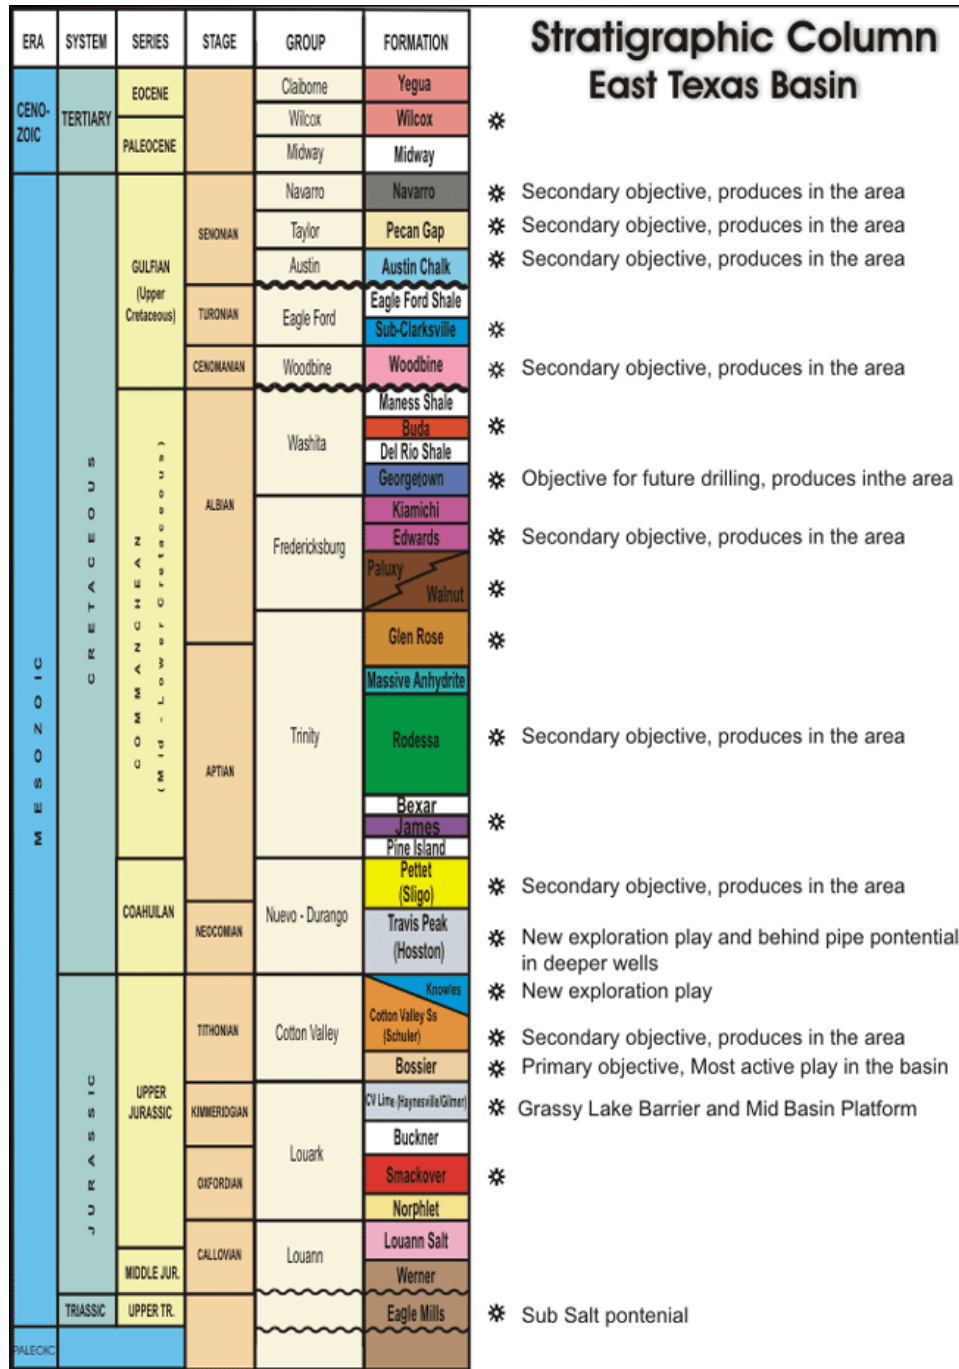 Stratigraphic Column
East Texas Basin
ERA SYSTEM SERIES STAGE GROUP FORMATION
CENO-
ZOIC
TERTIARY
EOCENE
PALEOCENE
Claiborne
Yegua
Wilcox
Wilcox
Midway
Midway
MESOZOIC
CRETACEOUS
GULFIAN
(Upper
Cretaceous)
SENONIAN
Navarro
Navarro
Secondary objective, produces in the area
Taylor
Pecan Gap
Secondary objective, produces in the area
Austin
Austin Chalk
Secondary objective, produces in the area
TURONIAN
Eagle Ford
Eagle Ford Shale
Sub-Clarksville
CENOMANIAN
Woodbine
Woodbine
Secondary objective, produces in the area
COMMANCHEAN
(Mid - Lower Cretaceous)
ALBIAN
Washita
Maness Shale
Buda
Del Rio Shale
Georgetown
Objective for future drilling, produces inthe area
Fredericksburg
Kiamichi
Edwards
Secondary objective, produces in the area
Paluxy
Walnut
Trinity
Glen Rose
Massive Anhydrite
APTIAN
Rodessa
Secondary objective, produces in the area
Bexar
James
Pine Island
COAHUILAN
Nuevo - Durango
Pettet
(Sligo)
Secondary objective, produces in the area
NEOCOMIAN
Travis Peak
(Hosston)
New exploration play and behind pipe pontential
in deeper wells
JURASSIC
UPPER
JURASSIC
TITHONIAN
Cotton Valley
Knowles
New exploration play
Cotton Valley Ss
(Schuler)
Secondary objective, produces in the area
Bossier
Primary objective, Most active play in the basin
KIMMERIDGIAN
Louark
CV Lime (Haynesville/Gilmer)
Grassy Lake Barrier and Mid Basin Platform
Buckner
OXFORDIAN
Smackover
Norphlet
CALLOVIAN
Louann
Louann Salt
MIDDLE JUR.
Werner
TRIASSIC
UPPER TR.
Eagle Mills
Sub Salt pontenial
PALEOIC